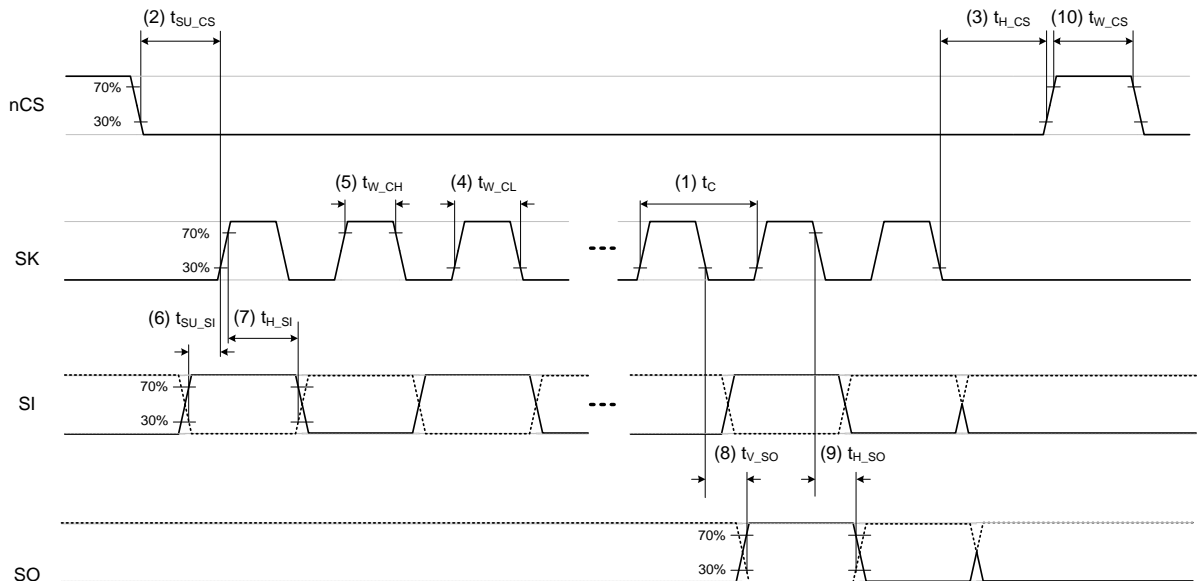 (2) tSU_CS
(3) tH_CS
(10) tW_CS
nCS
70%
30%
(5) tW_CH
(4) tW_CL
(1) tC
SK
70%
30%
(6) tSU_SI
(7) tH_SI
SI
70%
30%
(8) tV_SO
(9) tH_SO
SO
70%
30%